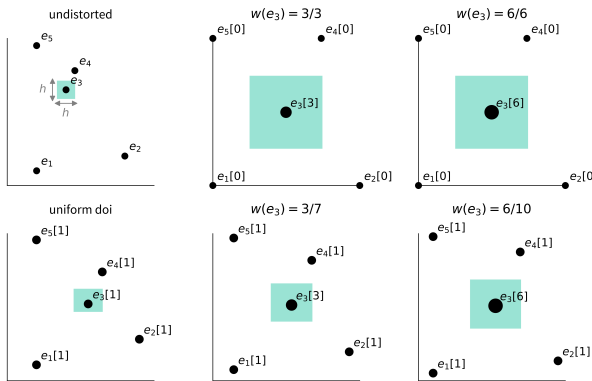 undistorted
e5
e4
e3
h
h
e2
e1
w(e3) = 3/3
e5[0]
e4[0]
e3[3]
e1[0]
e2[0]
w(e3) = 6/6
e5[0]
e4[0]
e3[6]
e1[0]
e2[0]
uniform doi
e5[1]
e4[1]
e3[1]
e2[1]
e1[1]
w(e3) = 3/7
e5[1]
e4[1]
e3[3]
e2[1]
e1[1]
w(e3) = 6/10
e5[1]
e4[1]
e3[6]
e2[1]
e1[1]